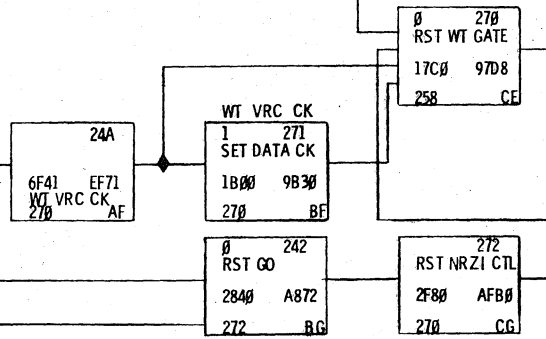 Ø 270
RST WT GATE
17CØ 97D8
258 CE
24A
6F41 EF71
WT VRC CK
270 AF
WT VRC CK
1 271
SET DATA CK
1BØØ 9B3Ø
27Ø BF
Ø 242
RST GO
284Ø A872
272 BG
272
RST NRZI CTL
2F8Ø AFBØ
27Ø CG